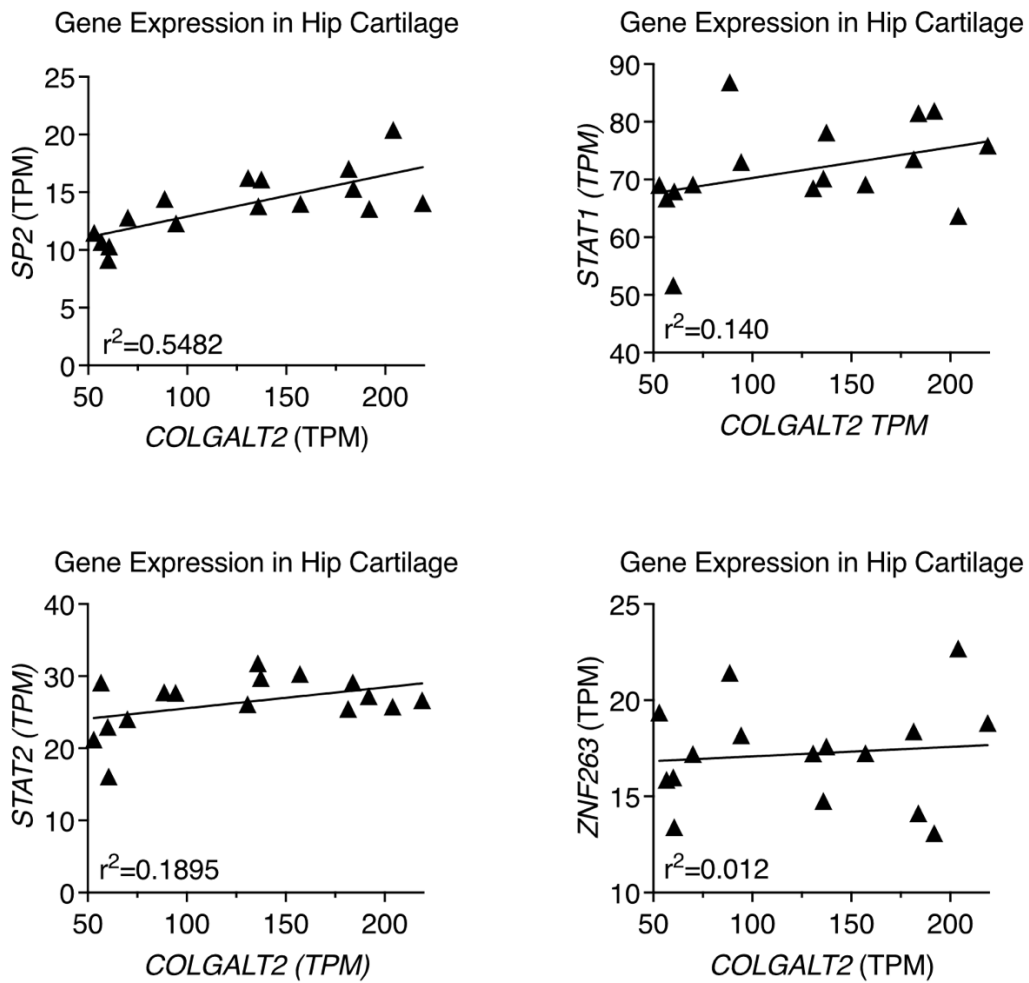 Gene Expression in Hip Cartilage
25
20
15
10
5
0
SP2 (TPM)
r²=0.5482
50 100 150 200
COLGALT2 (TPM)
Gene Expression in Hip Cartilage
90
80
70
60
50
40
STAT1 (TPM)
r²=0.140
50 100 150 200
COLGALT2 TPM
Gene Expression in Hip Cartilage
40
30
20
10
0
STAT2 (TPM)
r²=0.1895
50 100 150 200
COLGALT2 (TPM)
Gene Expression in Hip Cartilage
25
20
15
10
ZNF263 (TPM)
r²=0.012
50 100 150 200
COLGALT2 (TPM)